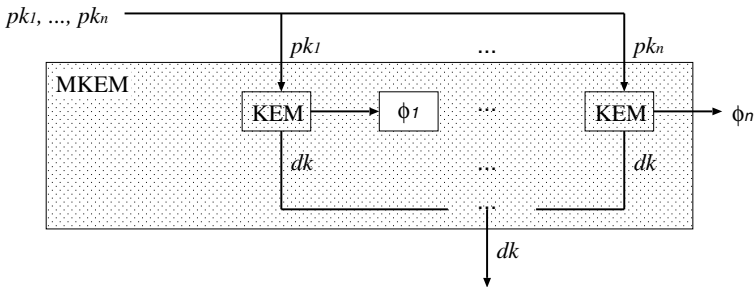 pk1, ..., pkn
pk1 ... pkn
MKEM
KEM ϕ1 ... KEM ϕn
dk ... dk
...
dk